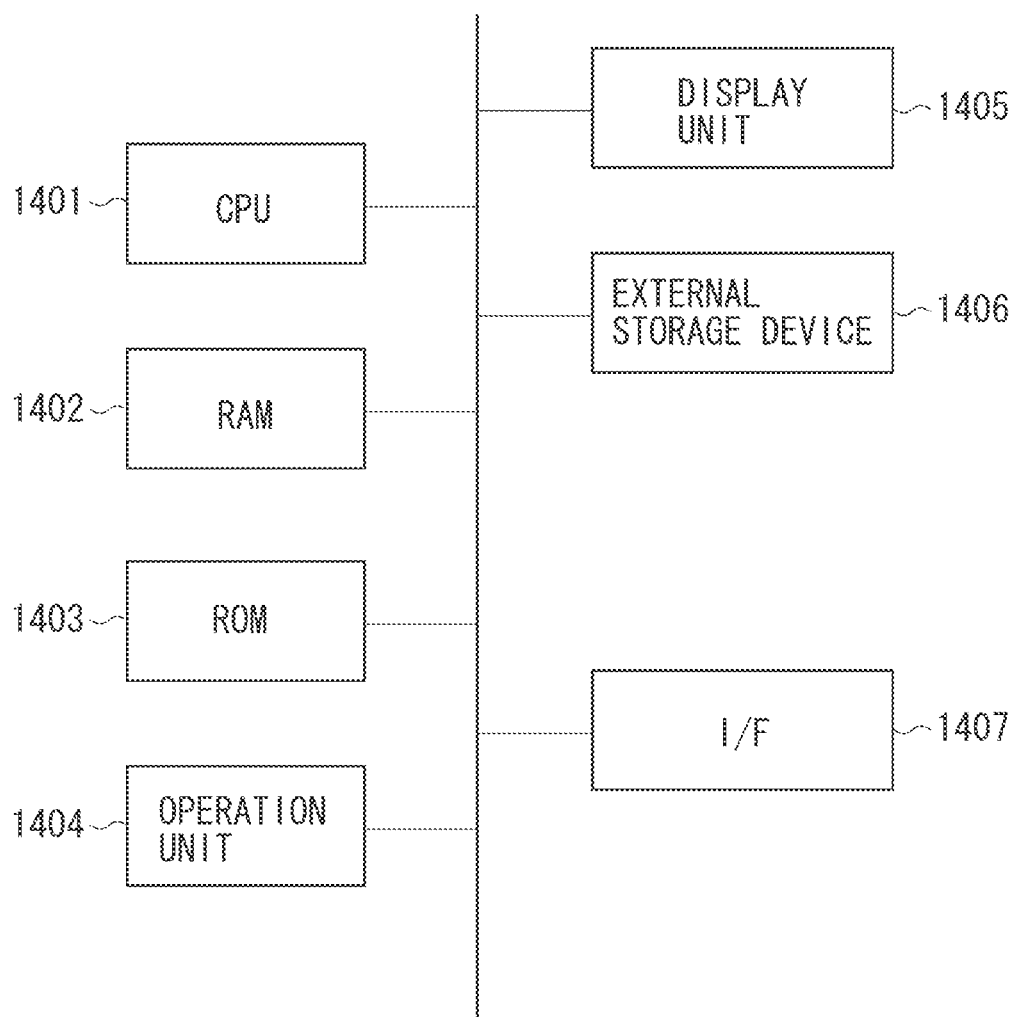 DISPLAY
UNIT
1405
1401
CPU
EXTERNAL
STORAGE DEVICE
1406
1402
RAM
1403
ROM
I/F
1407
1404
OPERATION
UNIT